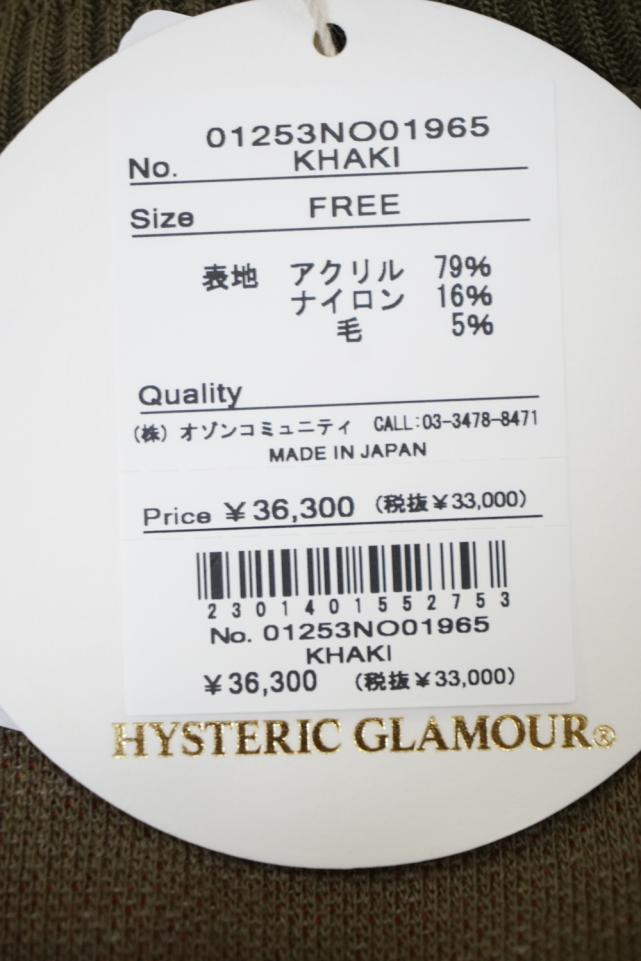 01253NO01965
No. KHAKI
Size FREE
表地 アクリル 79%
ナイロン 16%
毛 5%
Quality
(株) オゾンコミュニティ CALL:03-3478-8471
MADE IN JAPAN
Price ¥36,300 (税抜¥33,000)
2301401552753
No. 01253NO01965
KHAKI
¥36,300 (税抜¥33,000)
HYSTERIC GLAMOUR®